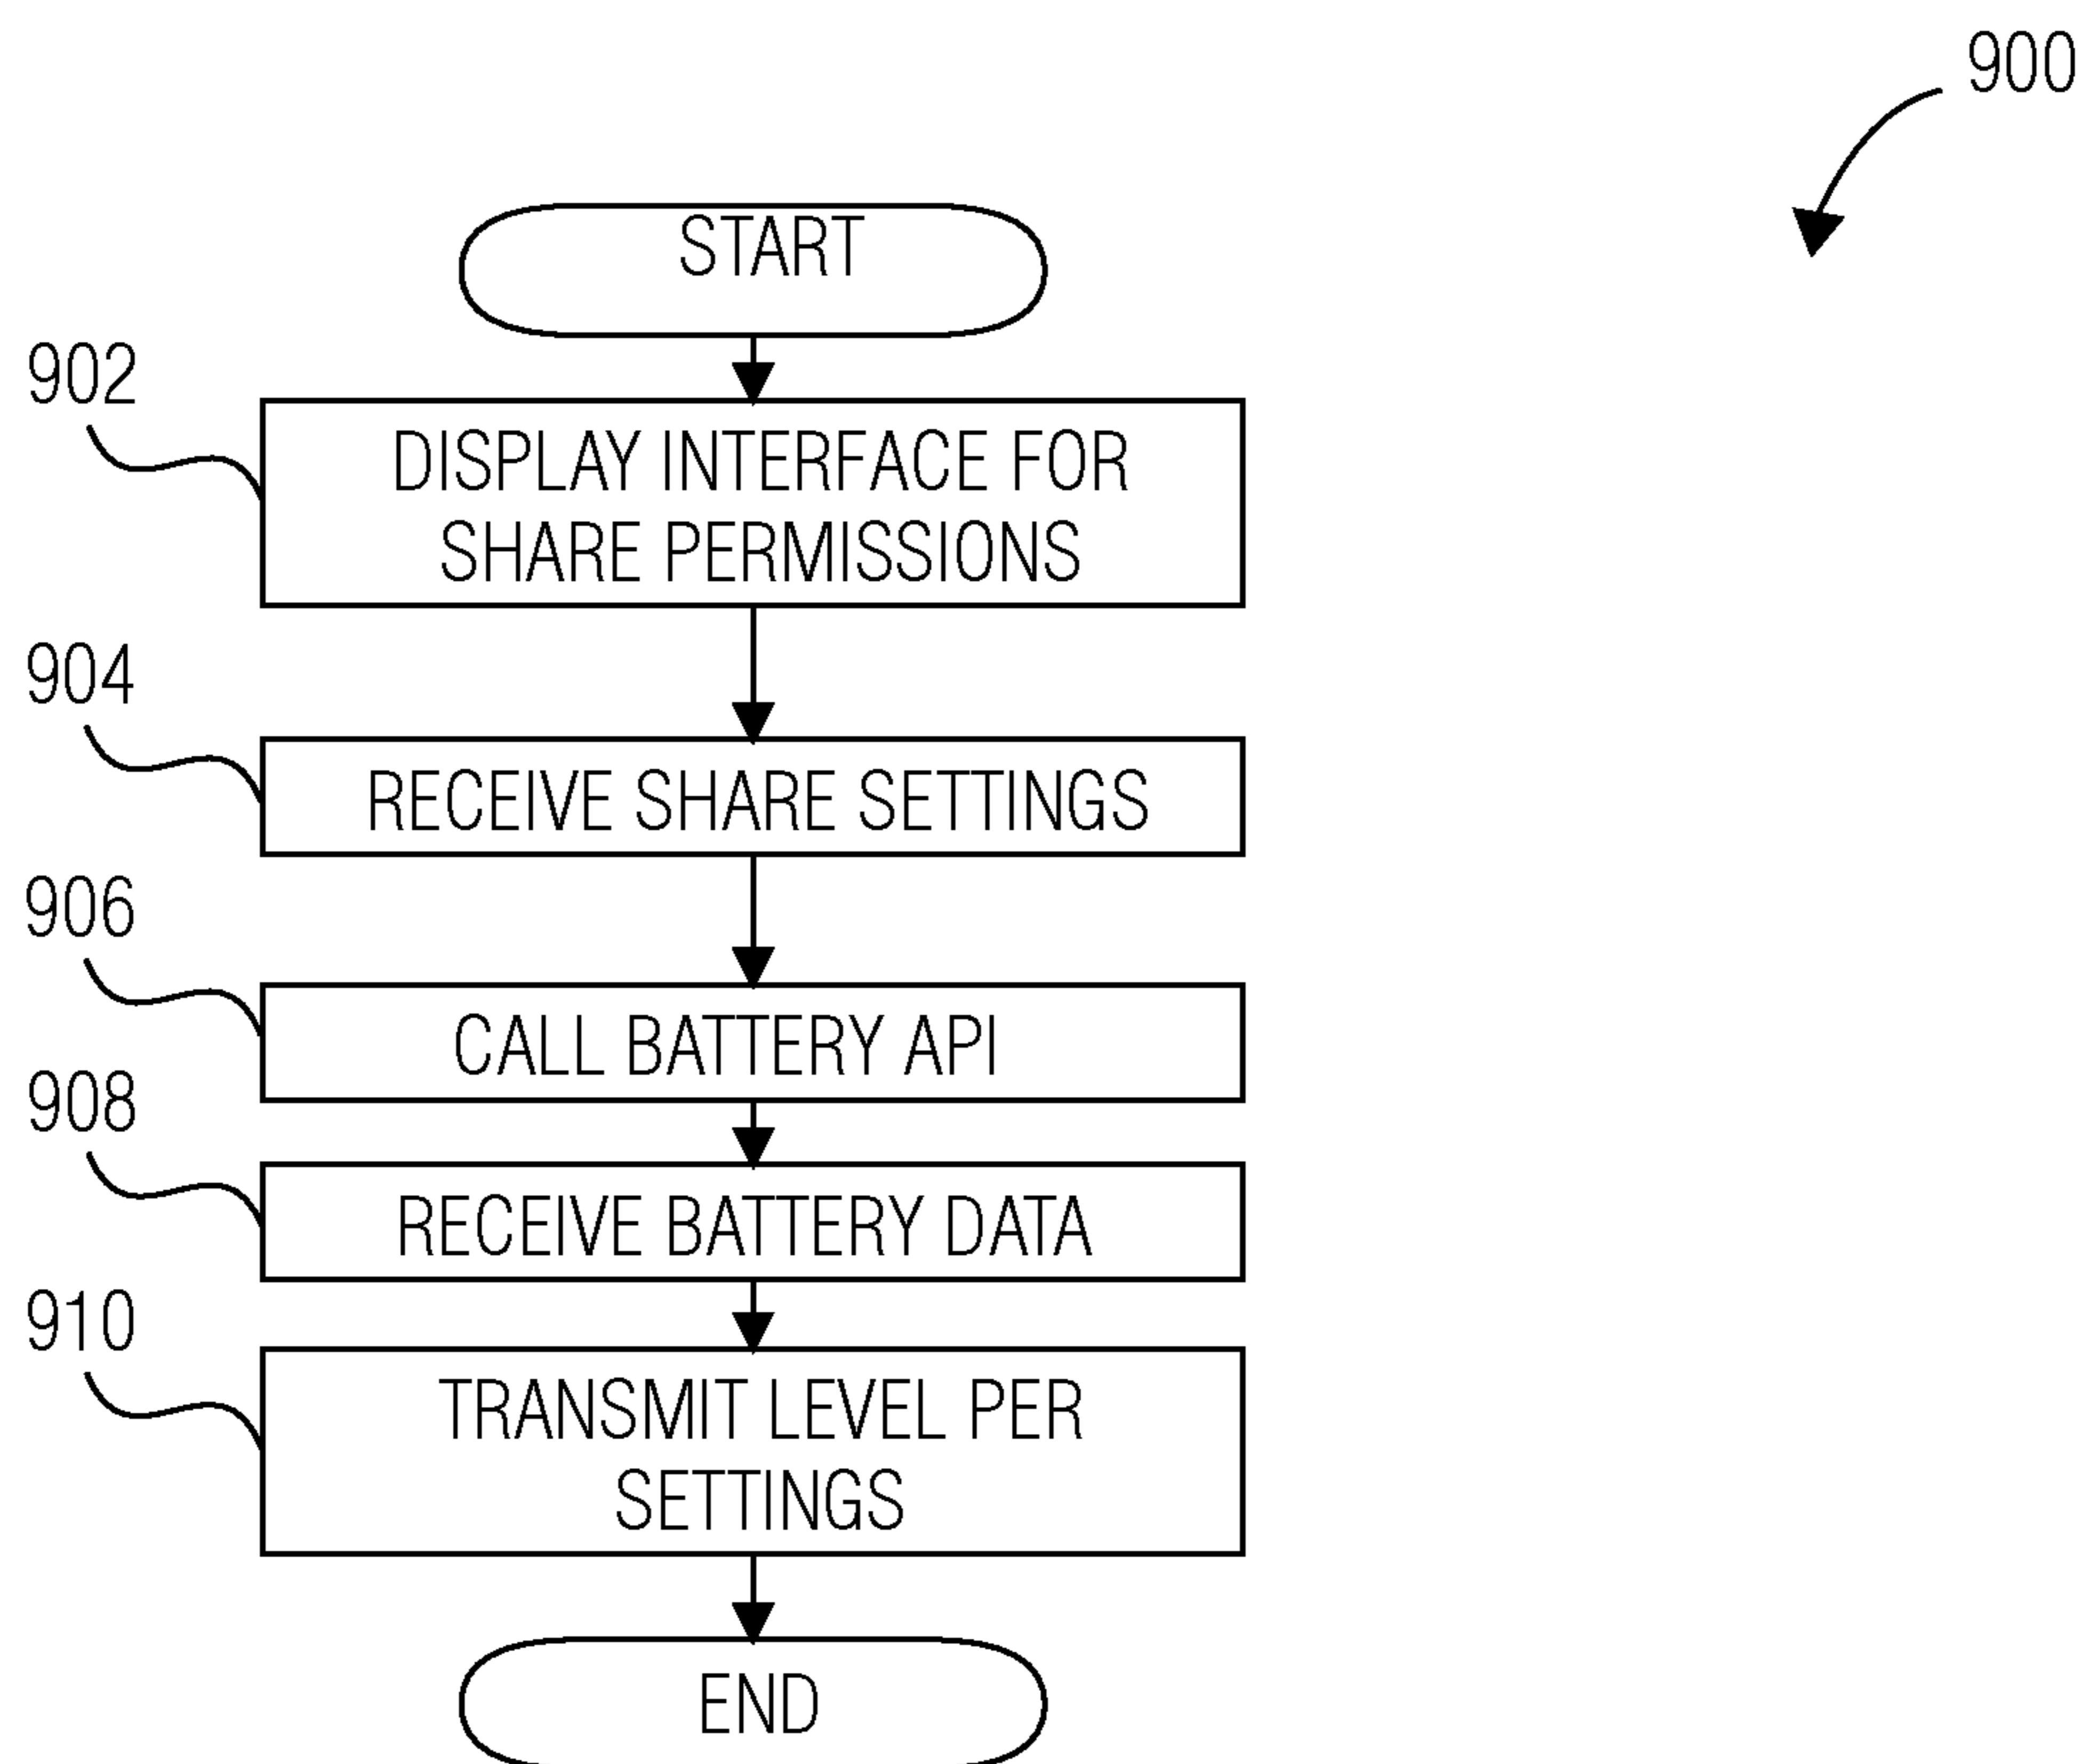 900
START
902
DISPLAY INTERFACE FOR
SHARE PERMISSIONS
904
RECEIVE SHARE SETTINGS
906
CALL BATTERY API
908
RECEIVE BATTERY DATA
910
TRANSMIT LEVEL PER
SETTINGS
END